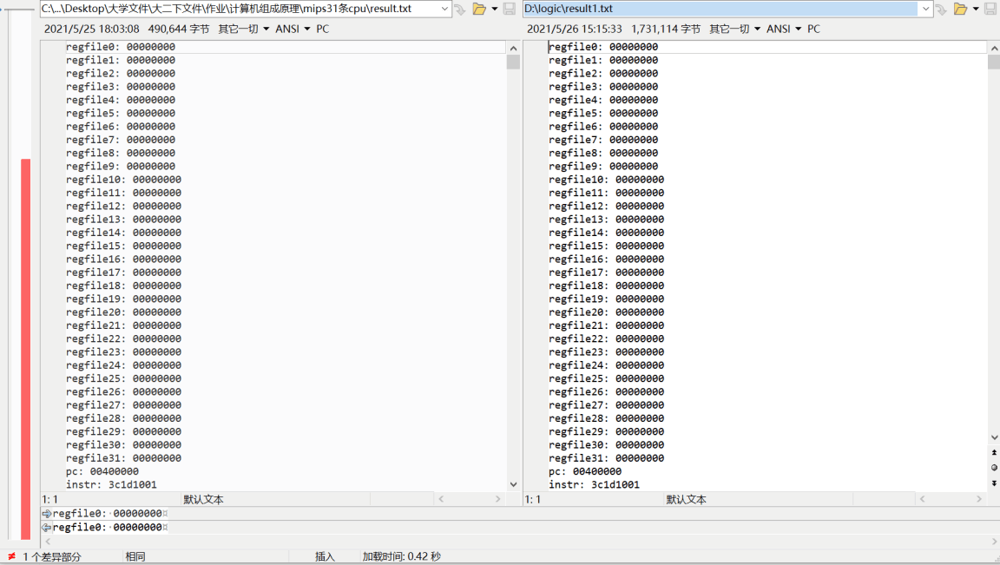 C:\...\Desktop\大学文件\大二下文件\作业\计算机组成原理\mips31条cpu\result.txt
D:\logic\result1.txt
2021/5/25 18:03:08 490,644 字节 其它一切 ANSI PC
2021/5/26 15:15:33 1,731,114 字节 其它一切 ANSI PC
regfile0: 00000000
regfile1: 00000000
regfile2: 00000000
regfile3: 00000000
regfile4: 00000000
regfile5: 00000000
regfile6: 00000000
regfile7: 00000000
regfile8: 00000000
regfile9: 00000000
regfile10: 00000000
regfile11: 00000000
regfile12: 00000000
regfile13: 00000000
regfile14: 00000000
regfile15: 00000000
regfile16: 00000000
regfile17: 00000000
regfile18: 00000000
regfile19: 00000000
regfile20: 00000000
regfile21: 00000000
regfile22: 00000000
regfile23: 00000000
regfile24: 00000000
regfile25: 00000000
regfile26: 00000000
regfile27: 00000000
regfile28: 00000000
regfile29: 00000000
regfile30: 00000000
regfile31: 00000000
pc: 00400000
instr: 3c1d1001
regfile0: 00000000
regfile1: 00000000
regfile2: 00000000
regfile3: 00000000
regfile4: 00000000
regfile5: 00000000
regfile6: 00000000
regfile7: 00000000
regfile8: 00000000
regfile9: 00000000
regfile10: 00000000
regfile11: 00000000
regfile12: 00000000
regfile13: 00000000
regfile14: 00000000
regfile15: 00000000
regfile16: 00000000
regfile17: 00000000
regfile18: 00000000
regfile19: 00000000
regfile20: 00000000
regfile21: 00000000
regfile22: 00000000
regfile23: 00000000
regfile24: 00000000
regfile25: 00000000
regfile26: 00000000
regfile27: 00000000
regfile28: 00000000
regfile29: 00000000
regfile30: 00000000
regfile31: 00000000
pc: 00400000
instr: 3c1d1001
1: 1 默认文本
1: 1 默认文本
regfile0:·00000000¤
regfile0:·00000000¤
≠ 1 个差异部分 相同 插入 加载时间: 0.42 秒